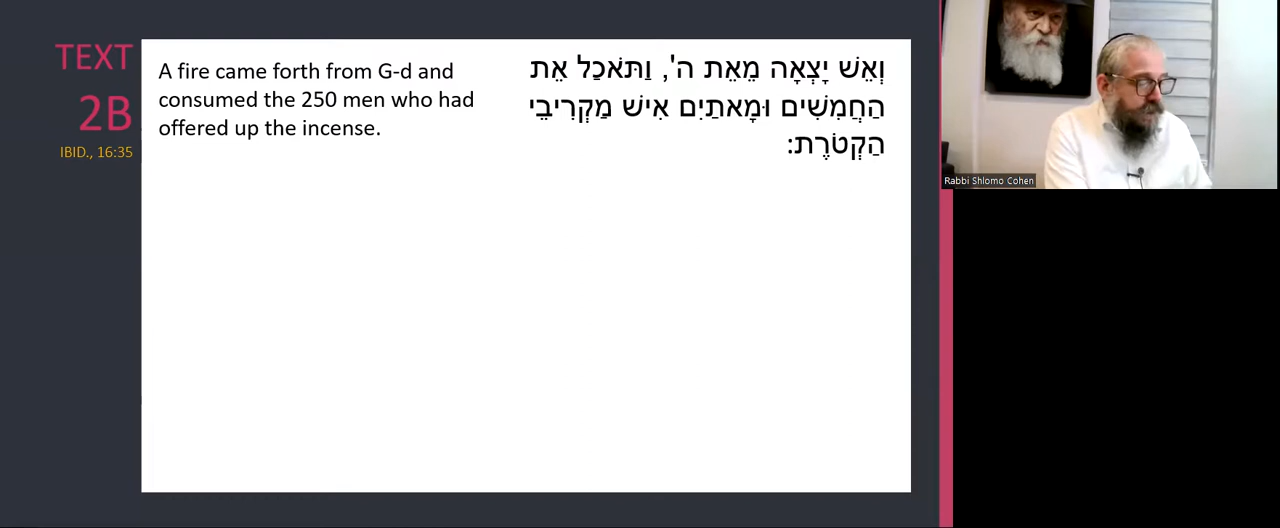 TEXT
2B
IBID., 16:35
A fire came forth from G-d and
consumed the 250 men who had
offered up the incense.
וְאֵשׁ יָצְאָה מֵאֵת ה', וַתֹּאכַל אֵת
הַחֲמִשִּׁים וּמָאתַיִם אִישׁ מַקְרִיבֵי
הַקְטֹרֶת:
Rabbi Shlomo Cohen